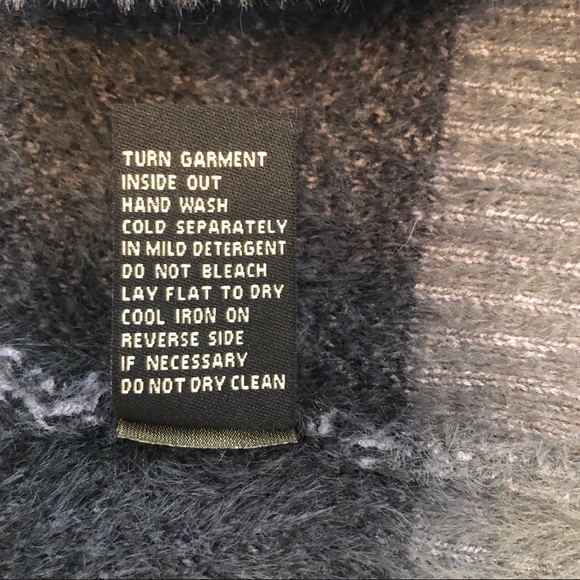 TURN GARMENT
INSIDE OUT
HAND WASH
COLD SEPARATELY
IN MILD DETERGENT
DO NOT BLEACH
LAY FLAT TO DRY
COOL IRON ON
REVERSE SIDE
IF NECESSARY
DO NOT DRY CLEAN